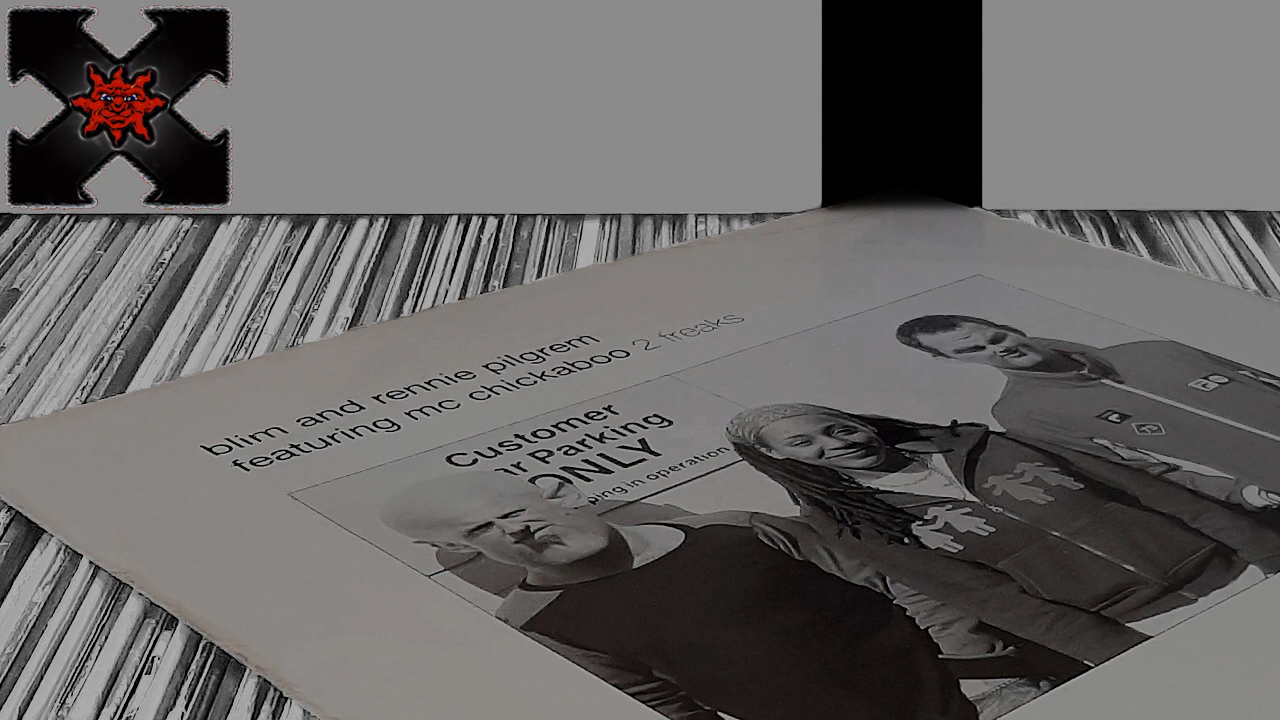 blim and rennie pilgrem
featuring mc chickaboo 2 freaks
Customer
Parking
ONLY
in operation